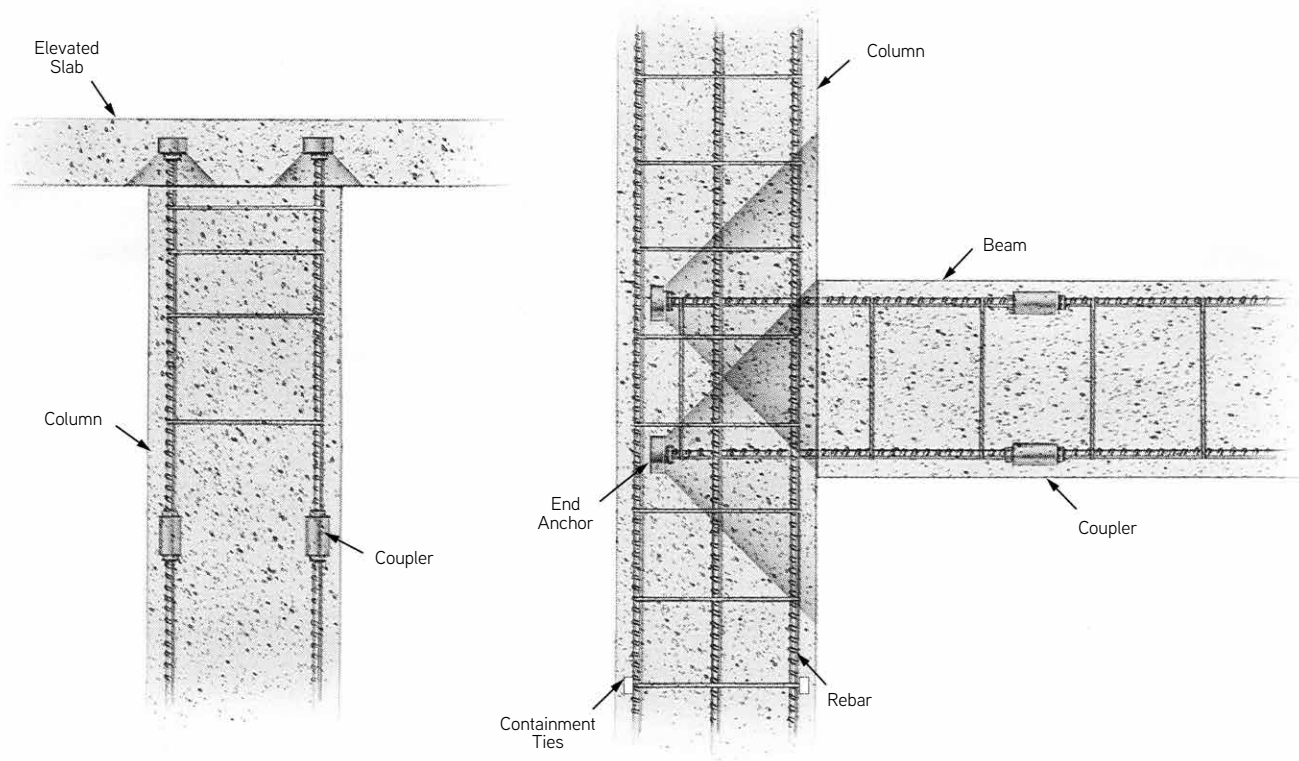 Elevated
Slab
Column
Coupler
Column
Beam
End
Anchor
Coupler
Containment
Ties
Rebar